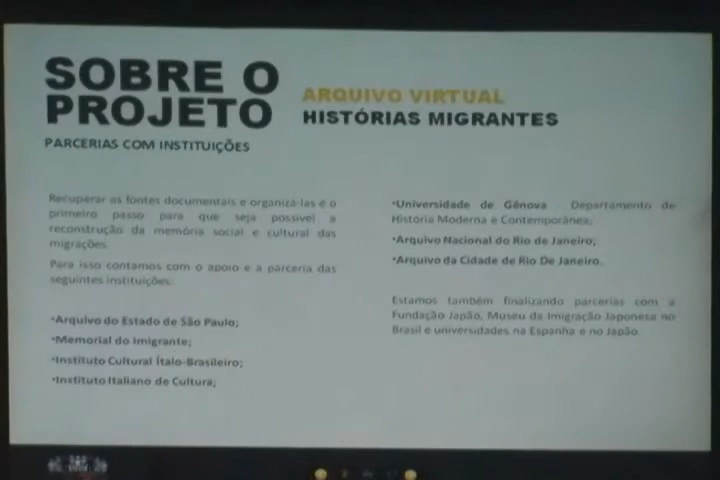 SOBRE O
PROJETO
PARCERIAS COM INSTITUIÇÕES
ARQUIVO VIRTUAL
HISTÓRIAS MIGRANTES
Recuperar as fontes documentais e organizá-las é o
primeiro passo para que seja possível a
reconstrução da memória social e cultural das
migrações.
Para isso contamos com o apoio e a parceria das
seguintes instituições:
•Arquivo do Estado de São Paulo;
•Memorial do Imigrante;
•Instituto Cultural Ítalo-Brasileiro;
•Instituto Italiano de Cultura;
•Universidade de Gênova - Departamento de
História Moderna e Contemporânea;
•Arquivo Nacional do Rio de Janeiro;
•Arquivo da Cidade de Rio De Janeiro.
Estamos também finalizando parcerias com a
Fundação Japão, Museu da Imigração Japonesa no
Brasil e universidades na Espanha e no Japão.